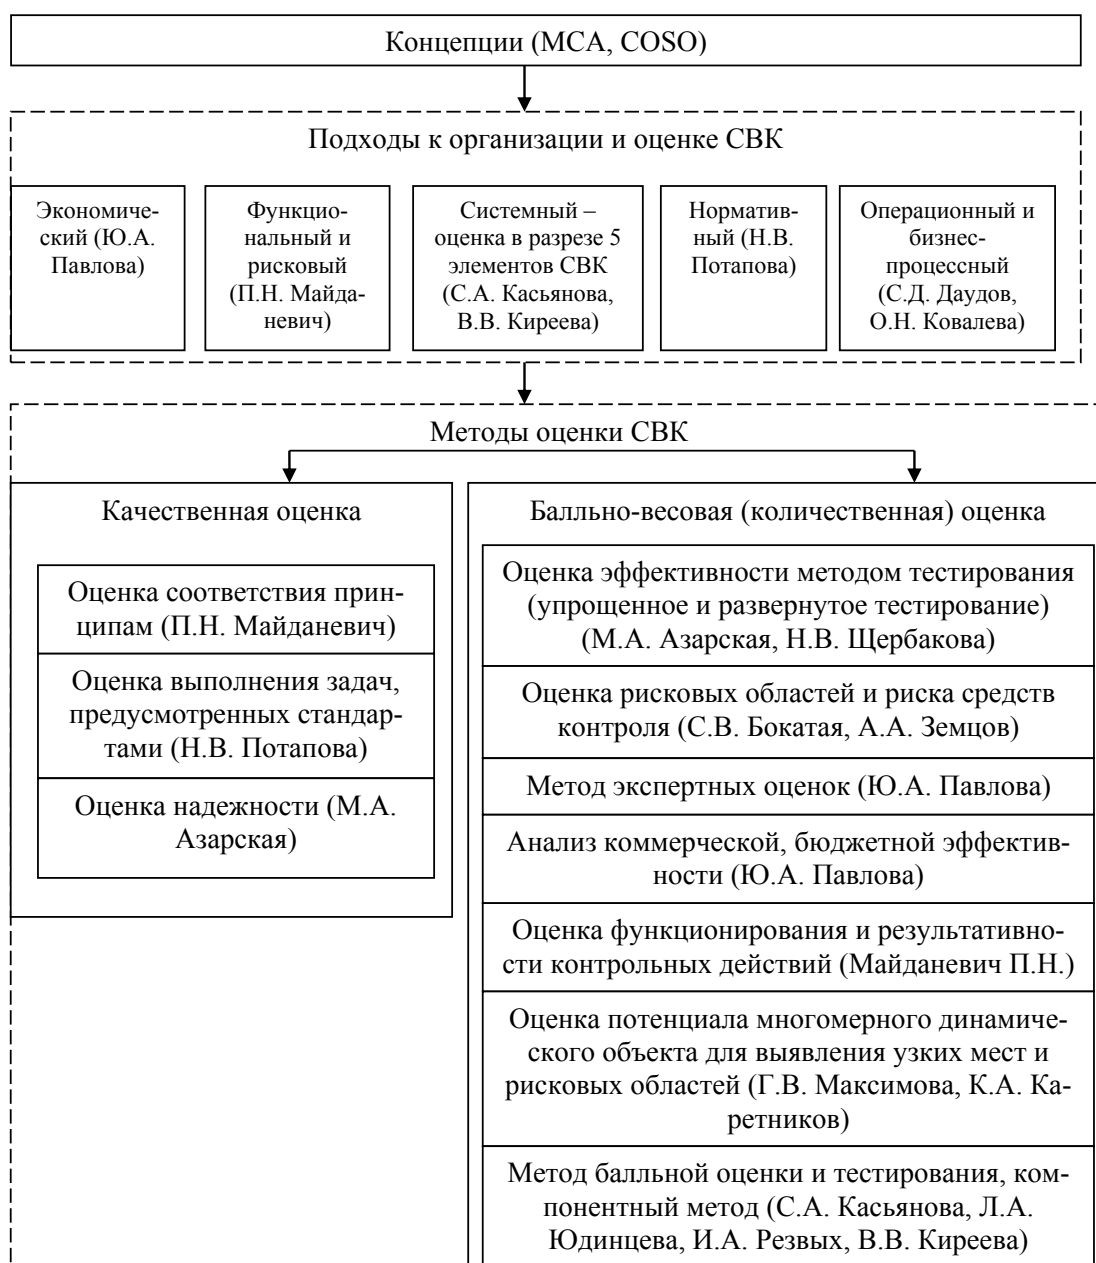 Концепции (МСА, COSO)
Подходы к организации и оценке СВК
Экономиче-
ский (Ю.А.
Павлова)
Функцио-
нальный и
рисковый
(П.Н. Майда-
невич)
Системный –
оценка в разрезе 5
элементов СВК
(С.А. Касьянова,
В.В. Киреева)
Норматив-
ный (Н.В.
Потапова)
Операционный и
бизнес-
процессный
(С.Д. Даудов,
О.Н. Ковалева)
Методы оценки СВК
Качественная оценка
Оценка соответствия прин-
ципам (П.Н. Майданевич)
Оценка выполнения задач,
предусмотренных стандар-
тами (Н.В. Потапова)
Оценка надежности (М.А.
Азарская)
Балльно-весовая (количественная) оценка
Оценка эффективности методом тестирования
(упрощенное и развернутое тестирование)
(М.А. Азарская, Н.В. Щербакова)
Оценка рисковых областей и риска средств
контроля (С.В. Бокатая, А.А. Земцов)
Метод экспертных оценок (Ю.А. Павлова)
Анализ коммерческой, бюджетной эффектив-
ности (Ю.А. Павлова)
Оценка функционирования и результативно-
сти контрольных действий (Майданевич П.Н.)
Оценка потенциала многомерного динамиче-
ского объекта для выявления узких мест и
рисковых областей (Г.В. Максимова, К.А. Ка-
ретников)
Метод балльной оценки и тестирования, ком-
понентный метод (С.А. Касьянова, Л.А.
Юдинцева, И.А. Резвых, В.В. Киреева)